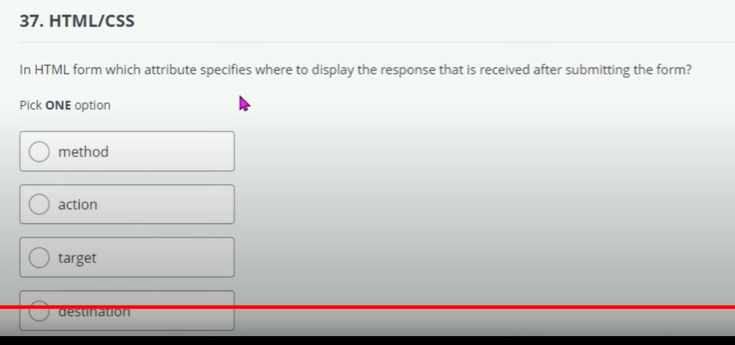 37. HTML/CSS
In HTML form which attribute specifies where to display the response that is received after submitting the form?
Pick ONE option
method
action
target
destination